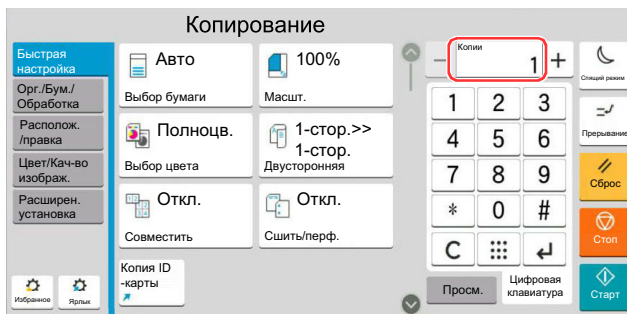 Копирование
Быстрая
настройка
Орг./Бум./
Обработка
Располож.
/правка
Цвет/Кач-во
изображ.
Расширен.
установка
Избранное
Ярлык
Авто
Выбор бумаги
100%
Масшт.
Полноцв.
Выбор цвета
1-стор.>>
1-стор.
Двусторонняя
Откл.
Совместить
Откл.
Сшить/перф.
Копия ID
-карты
− Копии 1 +
1 2 3
4 5 6
7 8 9
* 0 #
C
Просм.
Цифровая
клавиатура
Спящий режим
Прерывание
Сброс
Стоп
Старт